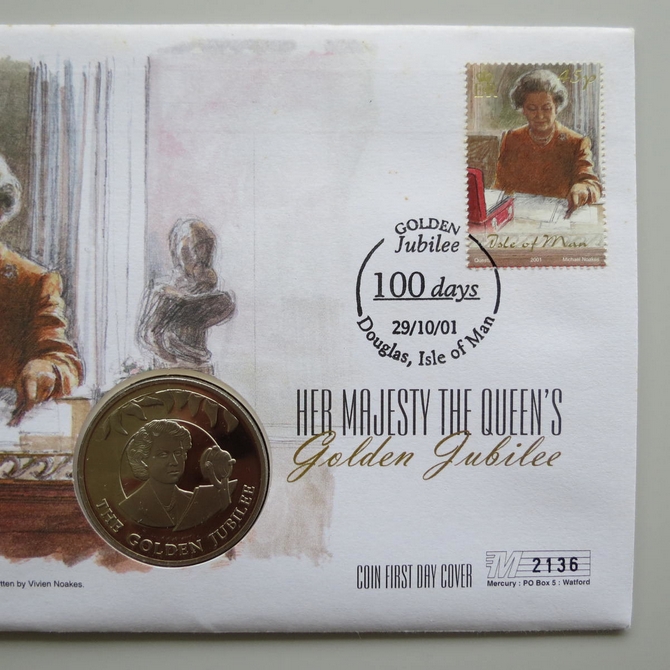 45p
Isle of Man
2001 Michael Noakes
GOLDEN
Jubilee
100 days
29/10/01
Douglas, Isle of Man
HER MAJESTY THE QUEEN'S
Golden Jubilee
THE GOLDEN JUBILEE
COIN FIRST DAY COVER
M 2136
Mercury : PO Box 5 : Watford
tten by Vivien Noakes.